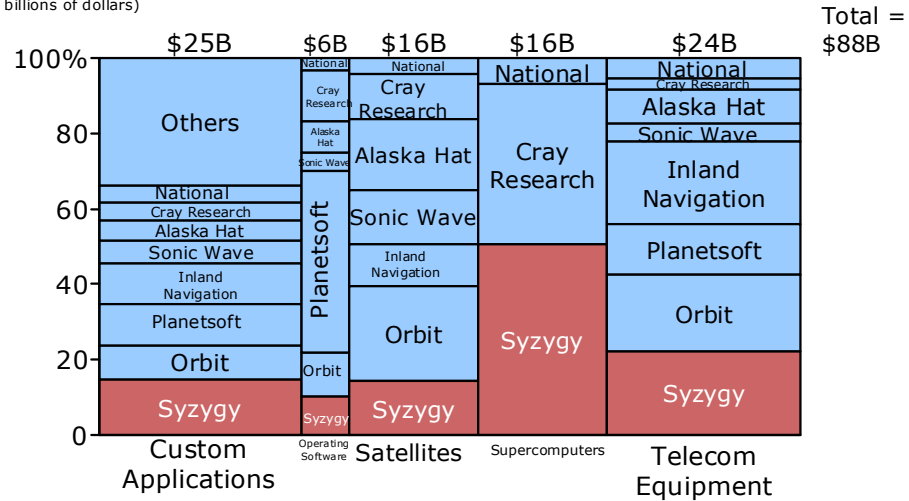 billions of dollars)
Total =
$88B
$25B
$6B
$16B
$16B
$24B
100%
80
60
40
20
0
Others
National
Cray Research
Alaska Hat
Sonic Wave
Inland
Navigation
Planetsoft
Orbit
Syzygy
National
Cray
Research
Alaska
Hat
Sonic Wave
Planetsoft
Orbit
Syzygy
National
Cray
Research
Alaska Hat
Sonic Wave
Inland
Navigation
Orbit
Syzygy
National
Cray
Research
Syzygy
National
Cray Research
Alaska Hat
Sonic Wave
Inland
Navigation
Planetsoft
Orbit
Syzygy
Custom
Applications
Operating
Software
Satellites
Supercomputers
Telecom
Equipment